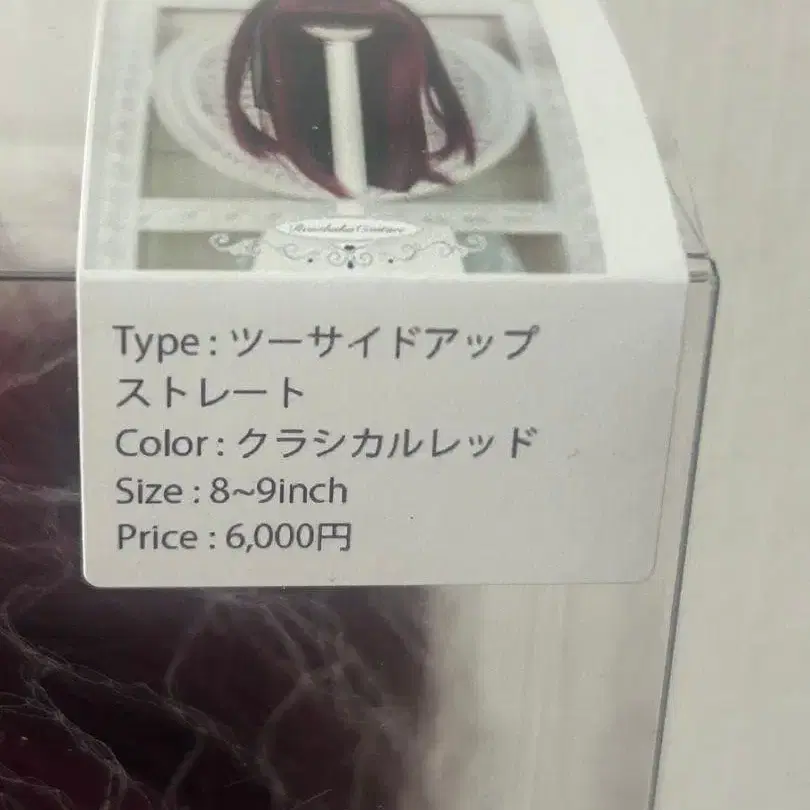 Type : ツーサイドアップ
ストレート
Color : クラシカルレッド
Size : 8~9inch
Price : 6,000円